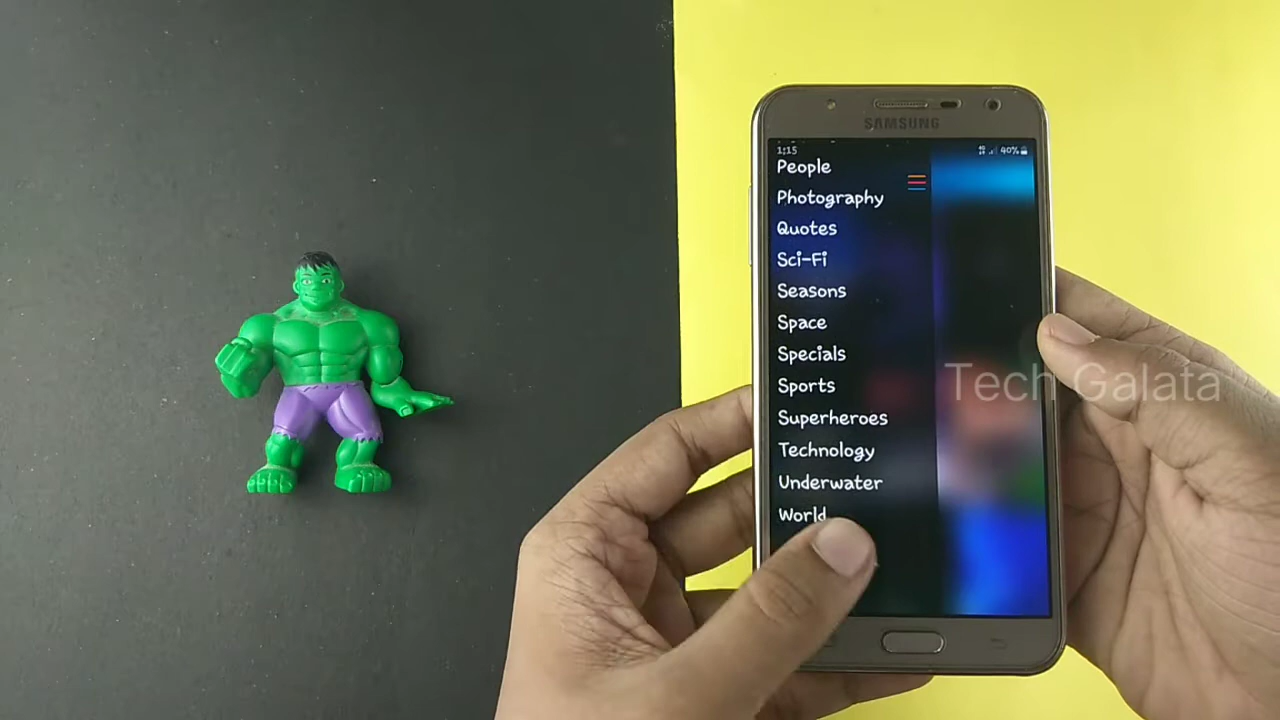 SAMSUNG
1:15
40%
People
Photography
Quotes
Sci-Fi
Seasons
Space
Specials
Sports
Superheroes
Technology
Underwater
World
Tech Galata